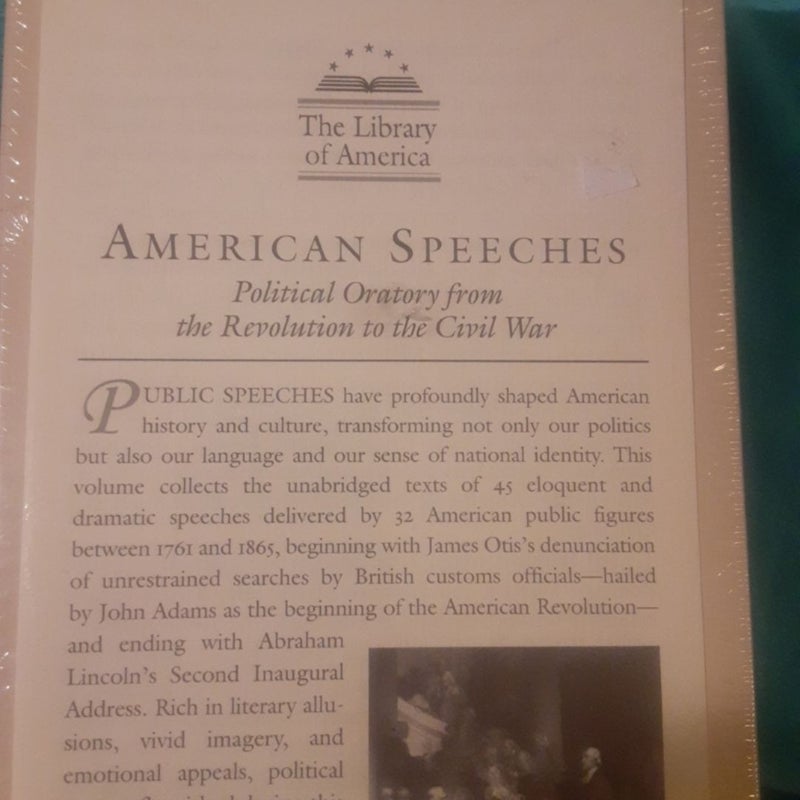 The Library
of America
AMERICAN SPEECHES
Political Oratory from
the Revolution to the Civil War
PUBLIC SPEECHES have profoundly shaped American
history and culture, transforming not only our politics
but also our language and our sense of national identity. This
volume collects the unabridged texts of 45 eloquent and
dramatic speeches delivered by 32 American public figures
between 1761 and 1865, beginning with James Otis's denunciation
of unrestrained searches by British customs officials—hailed
by John Adams as the beginning of the American Revolution—
and ending with Abraham
Lincoln's Second Inaugural
Address. Rich in literary allu-
sions, vivid imagery, and
emotional appeals, political